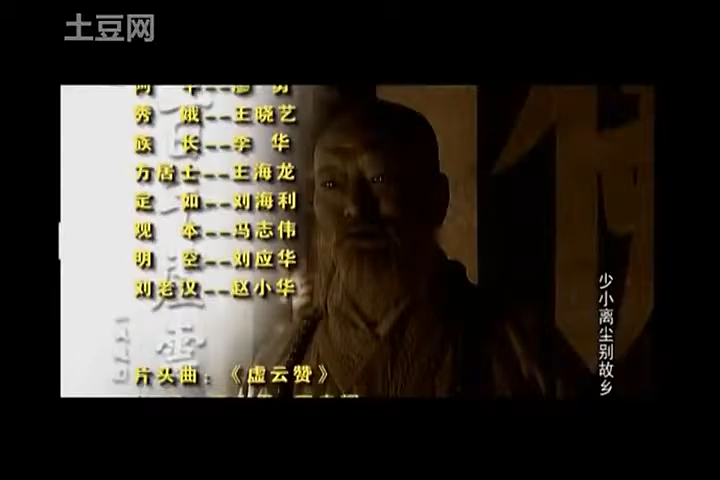 土豆网
秀 娥--王晓艺
族 长--李 华
方居士--王海龙
定 如--刘海利
观 本--冯志伟
明 空--刘应华
刘老汉--赵小华
片头曲：《虚云赞》
少小离尘别故乡